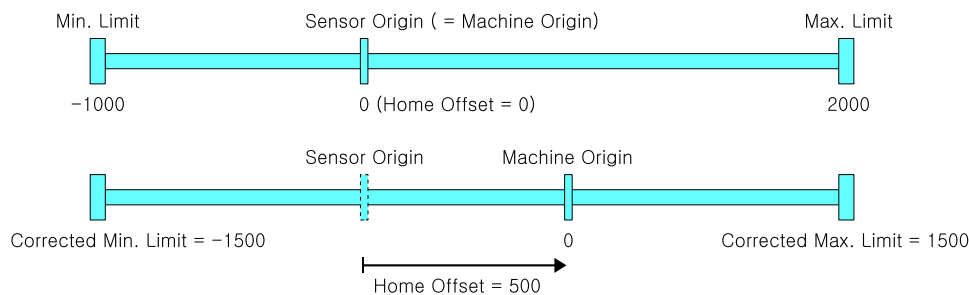 Min. Limit Sensor Origin ( = Machine Origin) Max. Limit
-1000 0 (Home Offset = 0) 2000
Sensor Origin Machine Origin
Corrected Min. Limit = -1500 0 Corrected Max. Limit = 1500
Home Offset = 500